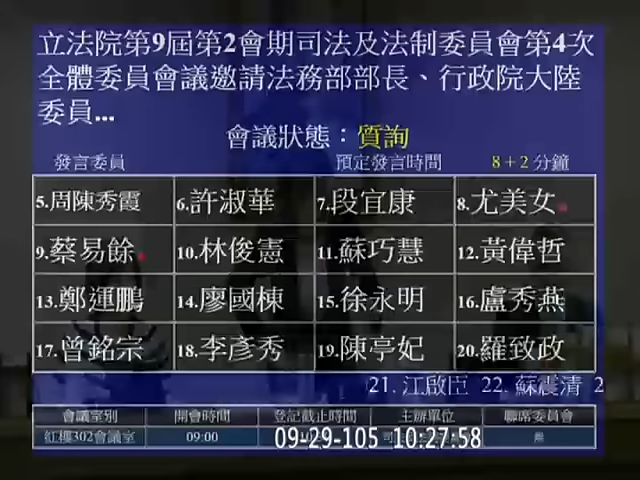 立法院第9屆第2會期司法及法制委員會第4次
全體委員會議邀請法務部部長、行政院大陸
委員...
會議狀態：質詢
發言委員 預定發言時間 8+2分鐘
5.周陳秀霞 6.許淑華 7.段宜康 8.尤美女
9.蔡易餘 10.林俊憲 11.蘇巧慧 12.黃偉哲
13.鄭運鵬 14.廖國棟 15.徐永明 16.盧秀燕
17.曾銘宗 18.李彥秀 19.陳亭妃 20.羅致政
21. 江啟臣 22. 蘇震清 2
會議室別 開會時間 登記截止時間 主辦單位 聯席委員會
紅樓302會議室 09:00 無
09-29-105 10:27:58